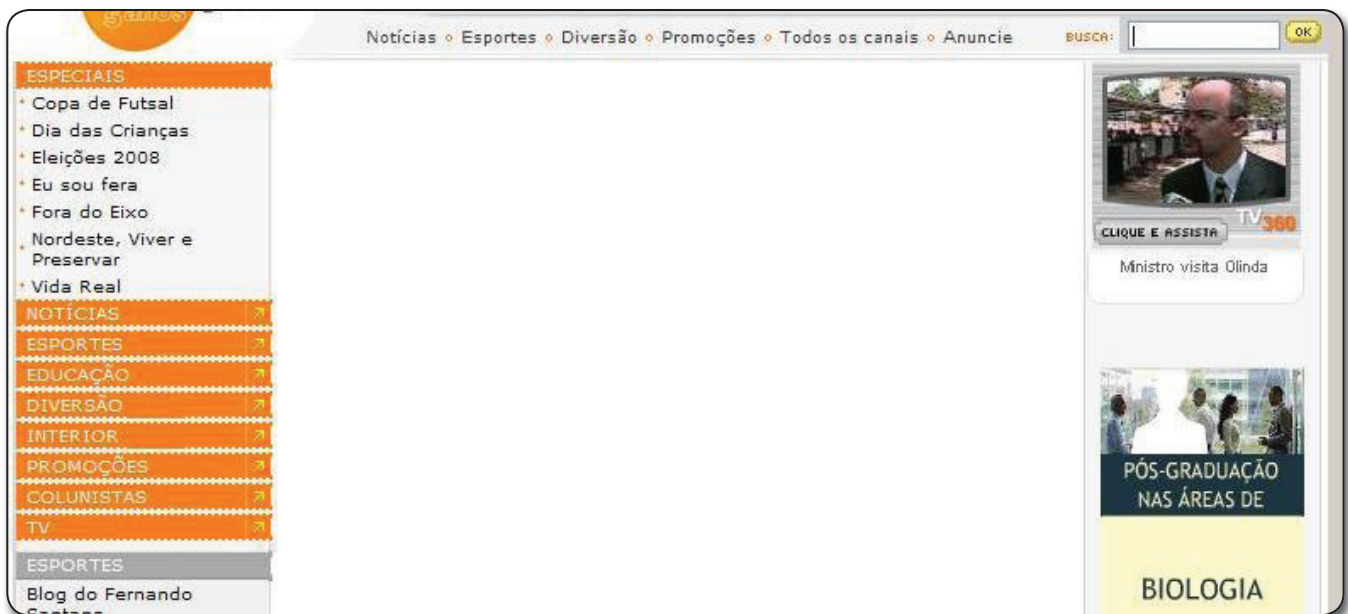 Notícias Esportes Diversão Promoções Todos os canais Anuncie
BUSCA:
OK
ESPECIAIS
Copa de Futsal
Dia das Crianças
Eleições 2008
Eu sou fera
Fora do Eixo
Nordeste, Viver e
Preservar
Vida Real
NOTÍCIAS
ESPORTES
EDUCAÇÃO
DIVERSÃO
INTERIOR
PROMOÇÕES
COLUNISTAS
TV
ESPORTES
Blog do Fernando
TV360
CLIQUE E ASSISTA
Ministro visita Olinda
PÓS-GRADUAÇÃO
NAS ÁREAS DE
BIOLOGIA